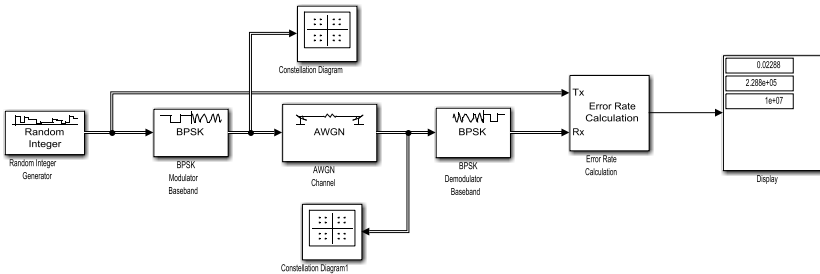 Constellation Diagram
0.02288
2.288e+05
1e+07
Tx
Error Rate
Calculation
Rx
Random
Integer
BPSK
AWGN
BPSK
Random Integer
Generator
BPSK
Modulator
Baseband
AWGN
Channel
BPSK
Demodulator
Baseband
Error Rate
Calculation
Display
Constellation Diagram1